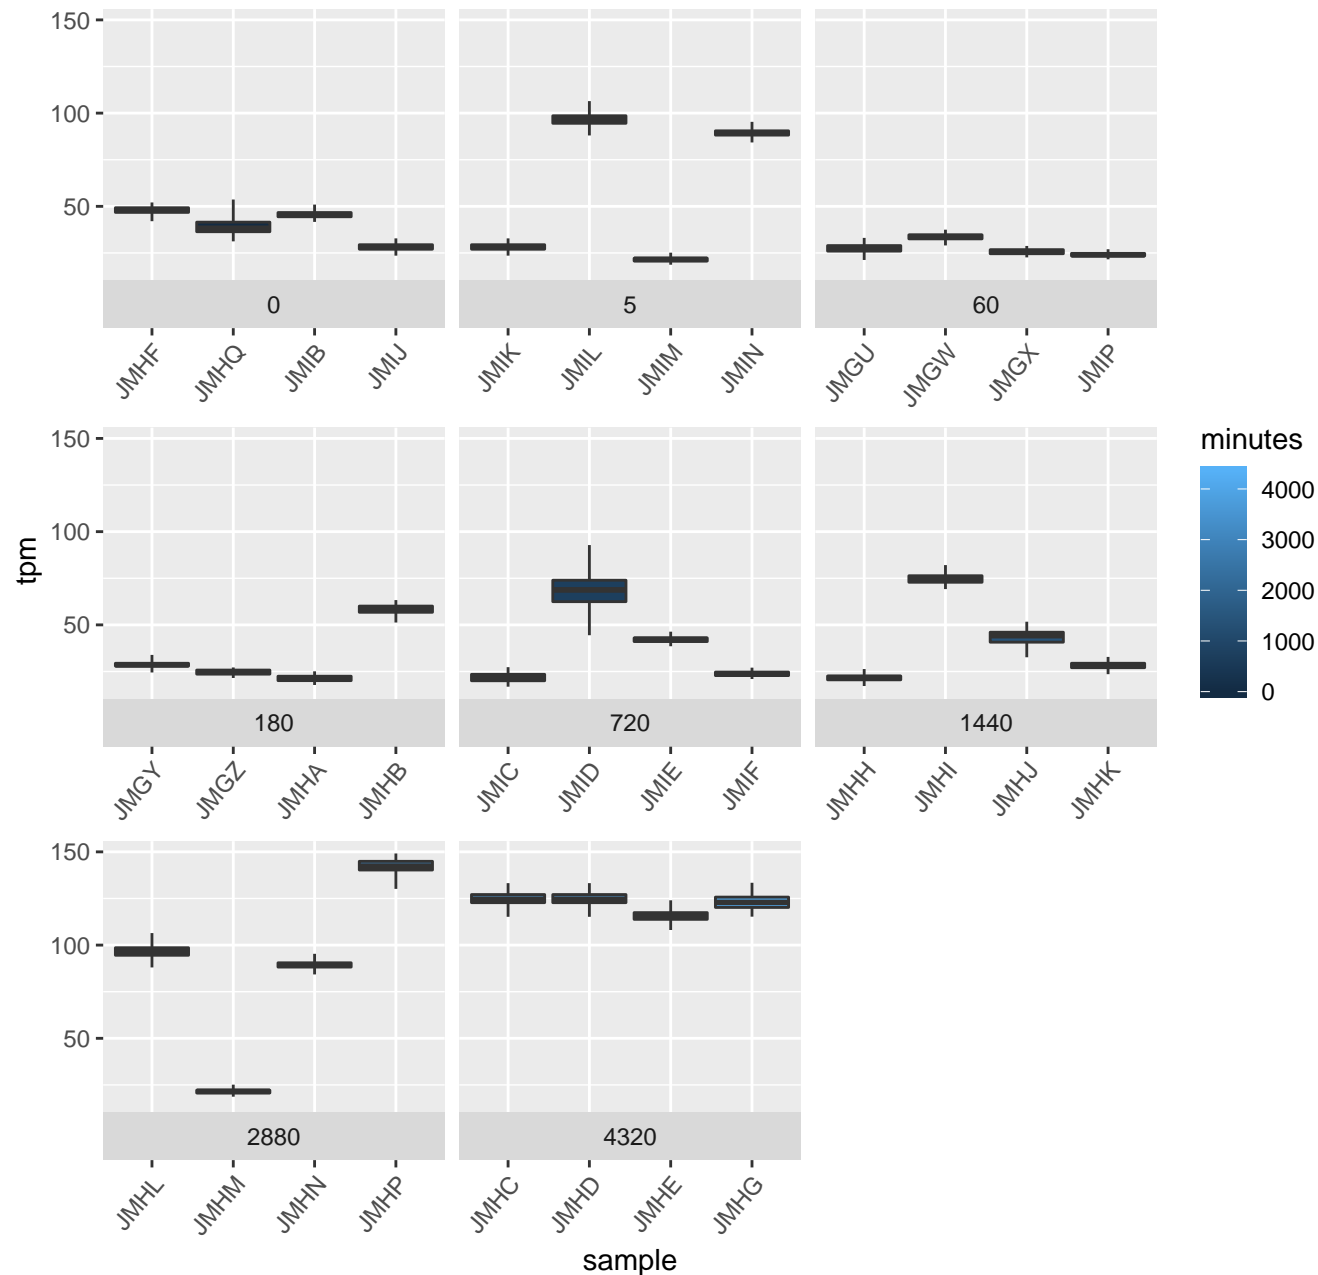 150
100
50
0
5
60
JMHF
JMHQ
JMIB
JMIJ
JMIK
JMIL
JMIM
JMIN
JMGU
JMGW
JMGX
JMIP
150
100
50
180
720
1440
JMGY
JMGZ
JMHA
JMHB
JMIC
JMID
JMIE
JMIF
JMHH
JMHI
JMHJ
JMHK
150
100
50
2880
4320
JMHL
JMHM
JMHN
JMHP
JMHC
JMHD
JMHE
JMHG
tpm
sample
minutes
4000
3000
2000
1000
0